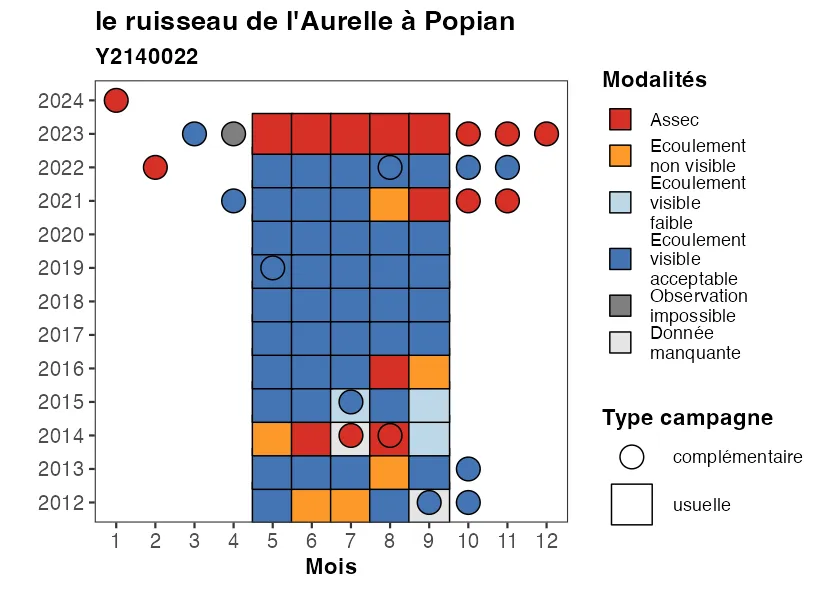 le ruisseau de l'Aurelle à Popian
Y2140022
2024
2023
2022
2021
2020
2019
2018
2017
2016
2015
2014
2013
2012
1 2 3 4 5 6 7 8 9 10 11 12
Mois
Modalités
Assec
Ecoulement
non visible
Ecoulement
visible
faible
Ecoulement
visible
acceptable
Observation
impossible
Donnée
manquante
Type campagne
complémentaire
usuelle